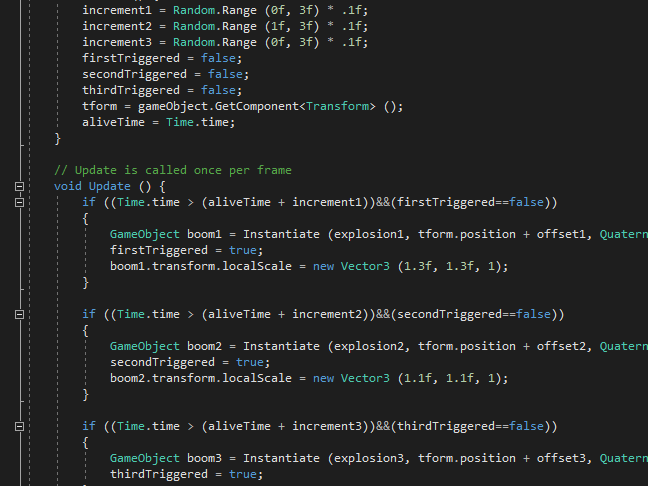 increment1 = Random.Range (0f, 3f) * .1f;
increment2 = Random.Range (1f, 3f) * .1f;
increment3 = Random.Range (0f, 3f) * .1f;
firstTriggered = false;
secondTriggered = false;
thirdTriggered = false;
tform = gameObject.GetComponent<Transform> ();
aliveTime = Time.time;
}
// Update is called once per frame
void Update () {
if ((Time.time > (aliveTime + increment1))&&(firstTriggered==false))
{
GameObject boom1 = Instantiate (explosion1, tform.position + offset1, Quatern
firstTriggered = true;
boom1.transform.localScale = new Vector3 (1.3f, 1.3f, 1);
}
if ((Time.time > (aliveTime + increment2))&&(secondTriggered==false))
{
GameObject boom2 = Instantiate (explosion2, tform.position + offset2, Quatern
secondTriggered = true;
boom2.transform.localScale = new Vector3 (1.1f, 1.1f, 1);
}
if ((Time.time > (aliveTime + increment3))&&(thirdTriggered==false))
{
GameObject boom3 = Instantiate (explosion3, tform.position + offset3, Quatern
thirdTriggered = true;